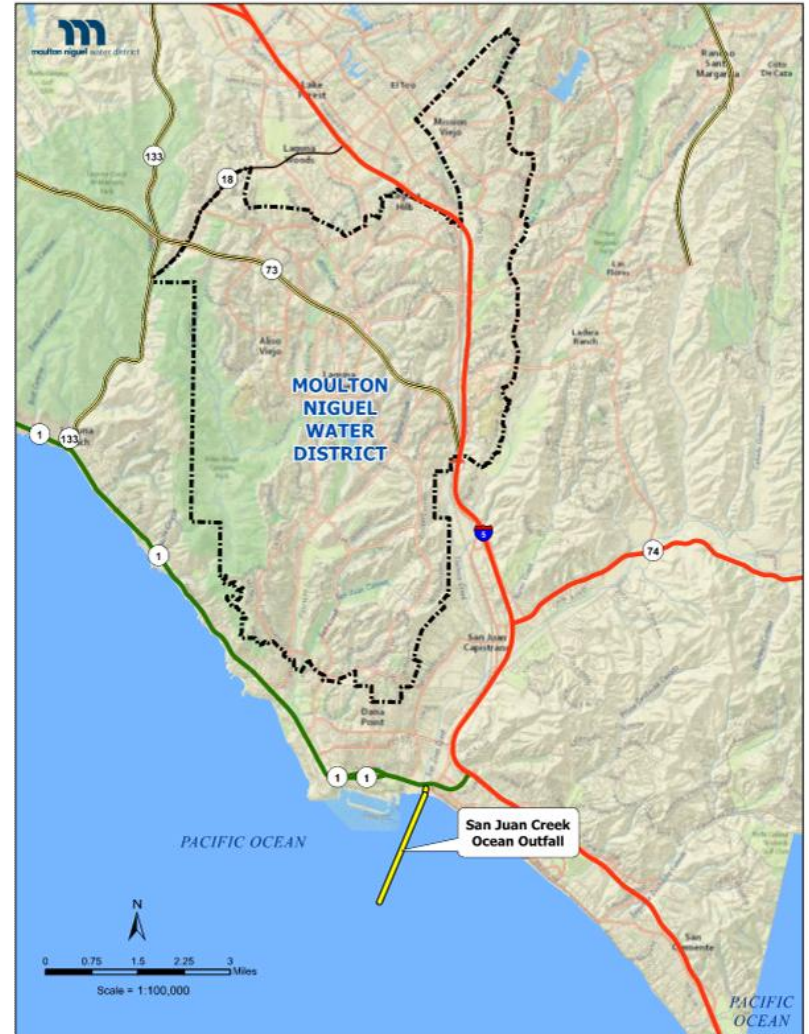 moulton niguel water district
Lake
Forest
El Toro
Mission
Viejo
Rancho
Santa
Margarita
Coto
De Caza
133
18
Laguna
Woods
Hills
73
Las
Flores
Ladera
Ranch
Aliso
Viejo
MOULTON
NIGUEL
WATER
DISTRICT
1
133
1
5
74
San Juan
Capistrano
Dana
Point
1
1
San Juan Creek
Ocean Outfall
PACIFIC OCEAN
N
0 0.75 1.5 2.25 3
Miles
Scale = 1:100,000
San
Clemente
PACIFIC
OCEAN